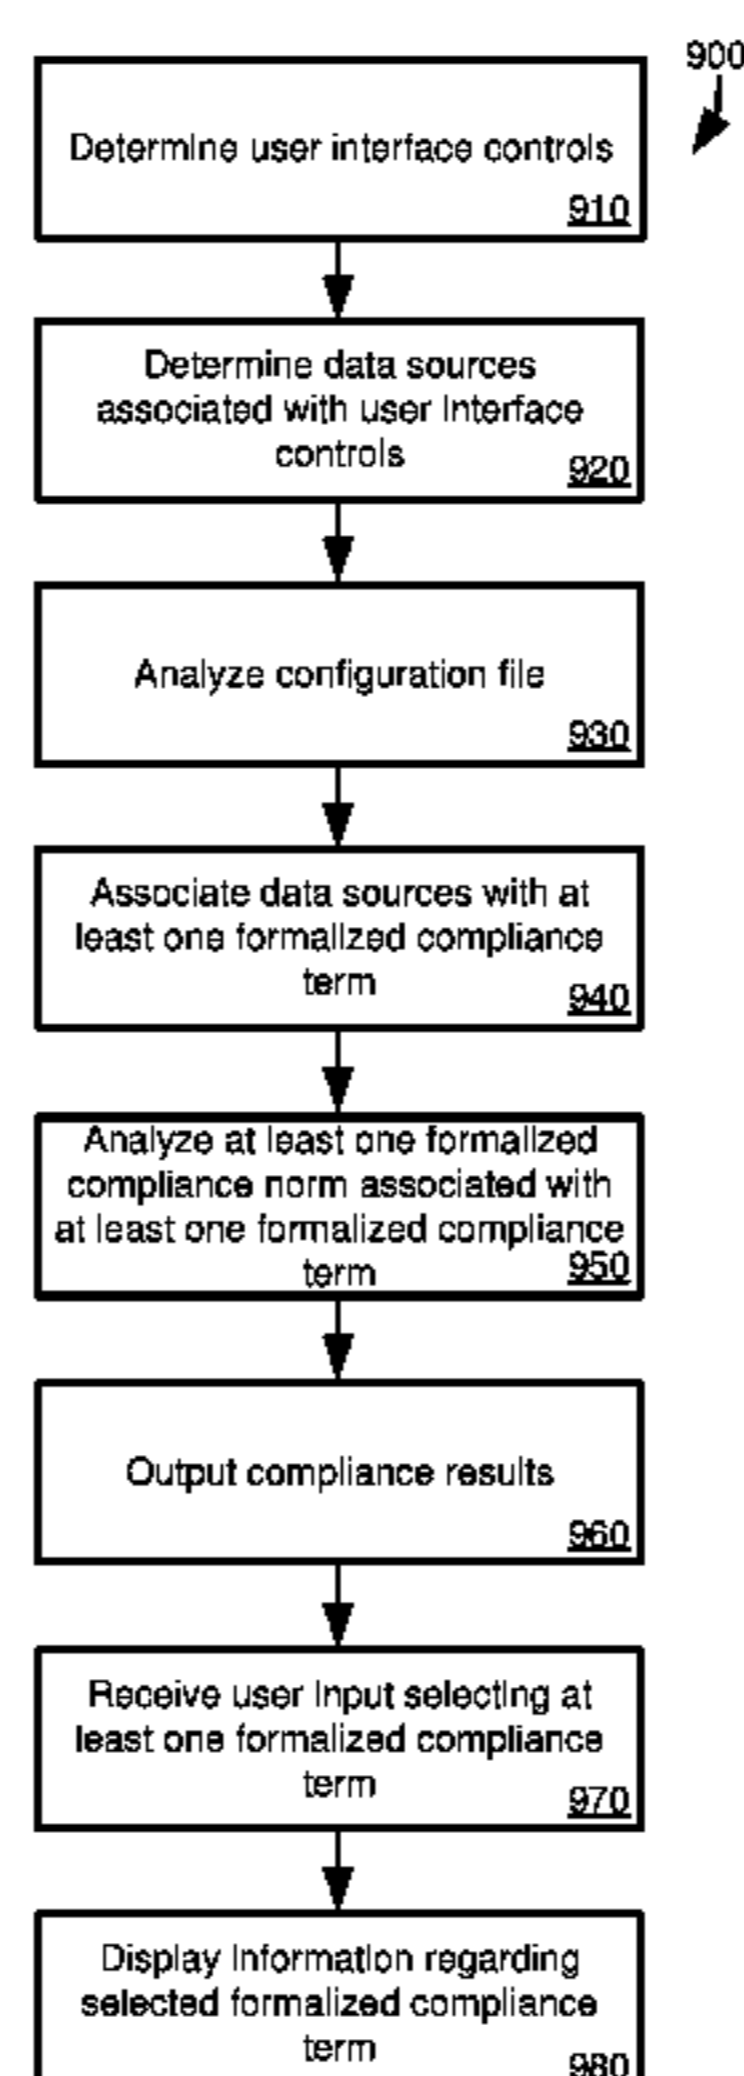 900
Determine user interface controls
910
Determine data sources
associated with user interface
controls
920
Analyze configuration file
930
Associate data sources with at
least one formalized compliance
term
940
Analyze at least one formalized
compliance norm associated with
at least one formalized compliance
term
950
Output compliance results
960
Receive user input selecting at
least one formalized compliance
term
970
Display information regarding
selected formalized compliance
term
980